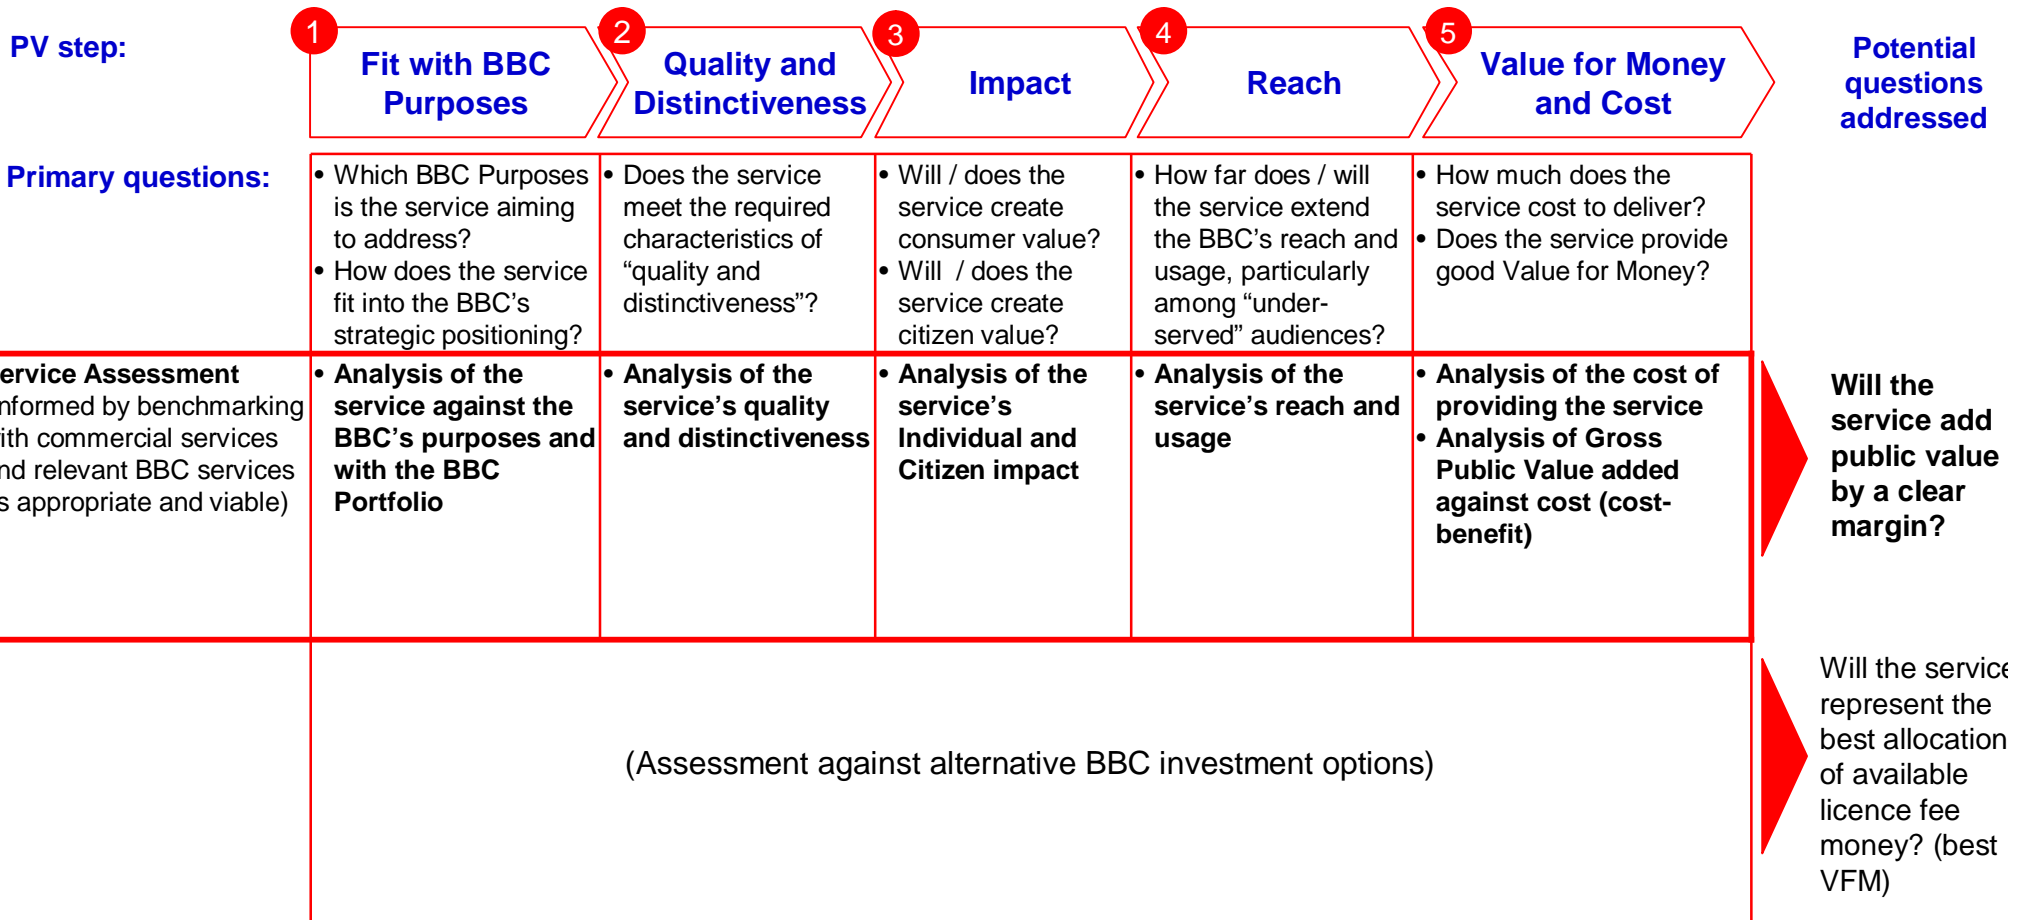 PV step:
1
Fit with BBC
Purposes
2
Quality and
Distinctiveness
3
Impact
4
Reach
5
Value for Money
and Cost
Potential
questions
addressed
Primary questions:
• Which BBC Purposes
is the service aiming
to address?
• How does the service
fit into the BBC’s
strategic positioning?
• Does the service
meet the required
characteristics of
“quality and
distinctiveness”?
• Will / does the
service create
consumer value?
• Will / does the
service create
citizen value?
• How far does / will
the service extend
the BBC’s reach and
usage, particularly
among “under-
served” audiences?
• How much does the
service cost to deliver?
• Does the service provide
good Value for Money?
ervice Assessment
nformed by benchmarking
ith commercial services
nd relevant BBC services
s appropriate and viable)
• Analysis of the
service against the
BBC’s purposes and
with the BBC
Portfolio
• Analysis of the
service’s quality
and distinctiveness
• Analysis of the
service’s
Individual and
Citizen impact
• Analysis of the
service’s reach and
usage
• Analysis of the cost of
providing the service
• Analysis of Gross
Public Value added
against cost (cost-
benefit)
Will the
service add
public value
by a clear
margin?
(Assessment against alternative BBC investment options)
Will the service
represent the
best allocation
of available
licence fee
money? (best
VFM)